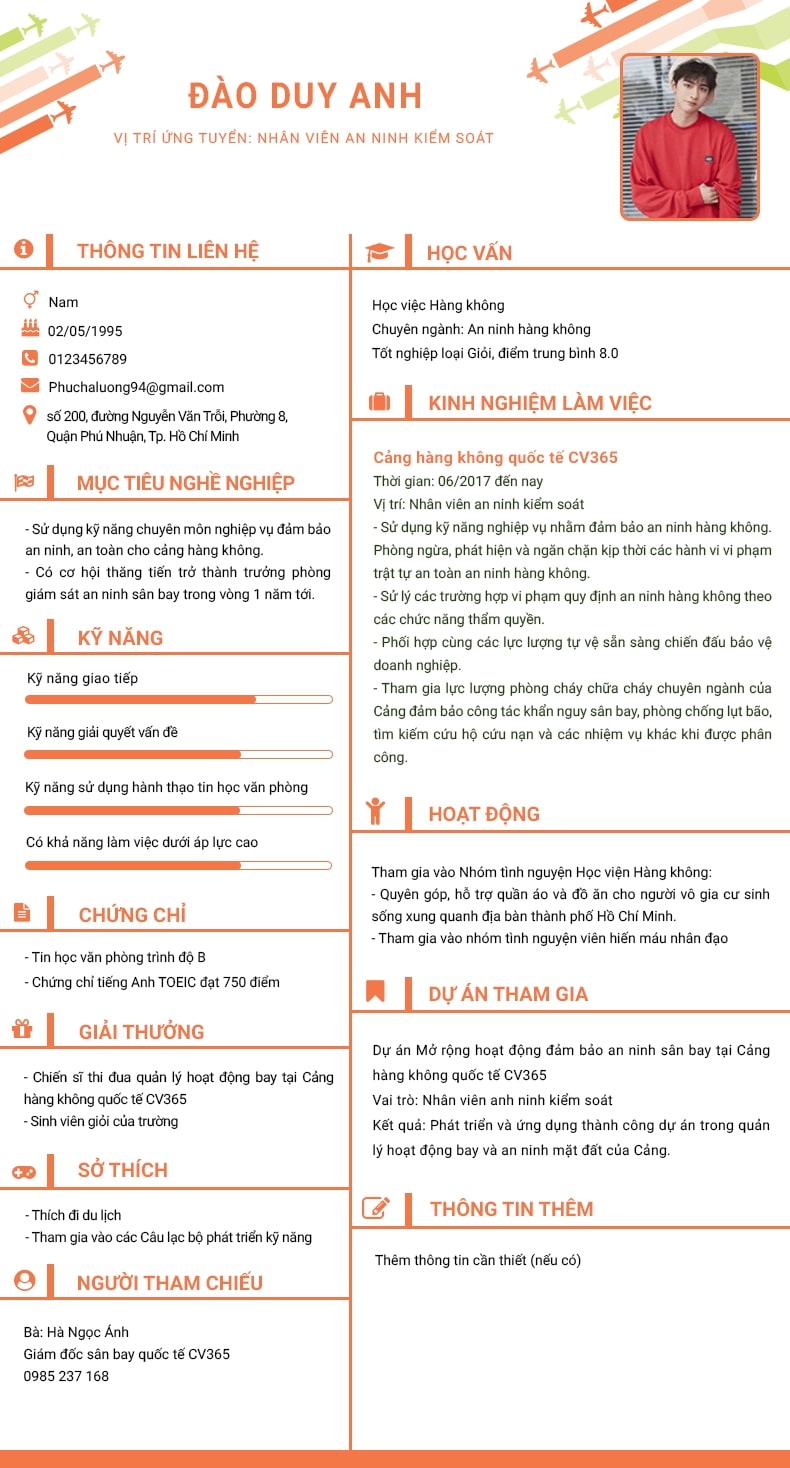 ĐÀO DUY ANH
VỊ TRÍ ỨNG TUYỂN: NHÂN VIÊN AN NINH KIỂM SOÁT
THÔNG TIN LIÊN HỆ
Nam
02/05/1995
0123456789
Phuchaluong94@gmail.com
số 200, đường Nguyễn Văn Trỗi, Phường 8,
Quận Phú Nhuận, Tp. Hồ Chí Minh
MỤC TIÊU NGHỀ NGHIỆP
- Sử dụng kỹ năng chuyên môn nghiệp vụ đảm bảo
an ninh, an toàn cho cảng hàng không.
- Có cơ hội thăng tiến trở thành trưởng phòng
giám sát an ninh sân bay trong vòng 1 năm tới.
KỸ NĂNG
Kỹ năng giao tiếp
Kỹ năng giải quyết vấn đề
Kỹ năng sử dụng hành thạo tin học văn phòng
Có khả năng làm việc dưới áp lực cao
CHỨNG CHỈ
- Tin học văn phòng trình độ B
- Chứng chỉ tiếng Anh TOEIC đạt 750 điểm
GIẢI THƯỞNG
- Chiến sĩ thi đua quản lý hoạt động bay tại Cảng
hàng không quốc tế CV365
- Sinh viên giỏi của trường
SỞ THÍCH
- Thích đi du lịch
- Tham gia vào các Câu lạc bộ phát triển kỹ năng
NGƯỜI THAM CHIẾU
Bà: Hà Ngọc Ánh
Giám đốc sân bay quốc tế CV365
0985 237 168
HỌC VẤN
Học việc Hàng không
Chuyên ngành: An ninh hàng không
Tốt nghiệp loại Giỏi, điểm trung bình 8.0
KINH NGHIỆM LÀM VIỆC
Cảng hàng không quốc tế CV365
Thời gian: 06/2017 đến nay
Vị trí: Nhân viên an ninh kiểm soát
- Sử dụng kỹ năng nghiệp vụ nhằm đảm bảo an ninh hàng không.
Phòng ngừa, phát hiện và ngăn chặn kịp thời các hành vi vi phạm
trật tự an toàn an ninh hàng không.
- Sử lý các trường hợp vi phạm quy định an ninh hàng không theo
các chức năng thẩm quyền.
- Phối hợp cùng các lực lượng tự vệ sẵn sàng chiến đấu bảo vệ
doanh nghiệp.
- Tham gia lực lượng phòng cháy chữa cháy chuyên ngành của
Cảng đảm bảo công tác khẩn nguy sân bay, phòng chống lụt bão,
tìm kiếm cứu hộ cứu nạn và các nhiệm vụ khác khi được phân
công.
HOẠT ĐỘNG
Tham gia vào Nhóm tình nguyện Học viện Hàng không:
- Quyên góp, hỗ trợ quần áo và đồ ăn cho người vô gia cư sinh
sống xung quanh địa bàn thành phố Hồ Chí Minh.
- Tham gia vào nhóm tình nguyện viên hiến máu nhân đạo
DỰ ÁN THAM GIA
Dự án Mở rộng hoạt động đảm bảo an ninh sân bay tại Cảng
hàng không quốc tế CV365
Vai trò: Nhân viên anh ninh kiểm soát
Kết quả: Phát triển và ứng dụng thành công dự án trong quản
lý hoạt động bay và an ninh mặt đất của Cảng.
THÔNG TIN THÊM
Thêm thông tin cần thiết (nếu có)